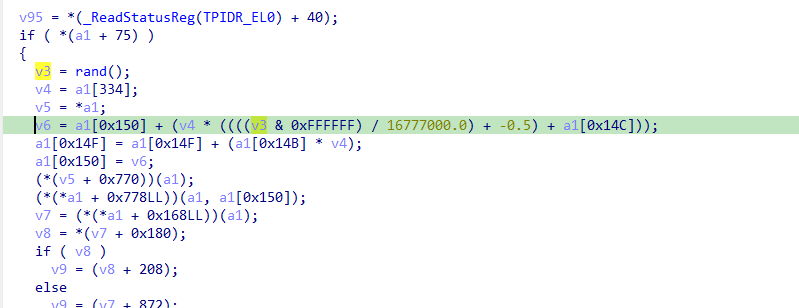 v95 = *(_ReadStatusReg(TPIDR_EL0) + 40);
if ( *(a1 + 75) )
{
v3 = rand();
v4 = a1[334];
v5 = *a1;
v6 = a1[0x150] + (v4 * ((((v3 & 0xFFFFFF) / 16777000.0) + -0.5) + a1[0x14C]));
a1[0x14F] = a1[0x14F] + (a1[0x14B] * v4);
a1[0x150] = v6;
(*(v5 + 0x770))(a1);
(*(*a1 + 0x778LL))(a1, a1[0x150]);
v7 = (*(*a1 + 0x168LL))(a1);
v8 = *(v7 + 0x180);
if ( v8 )
v9 = (v8 + 208);
else
v9 = (v7 + 872);